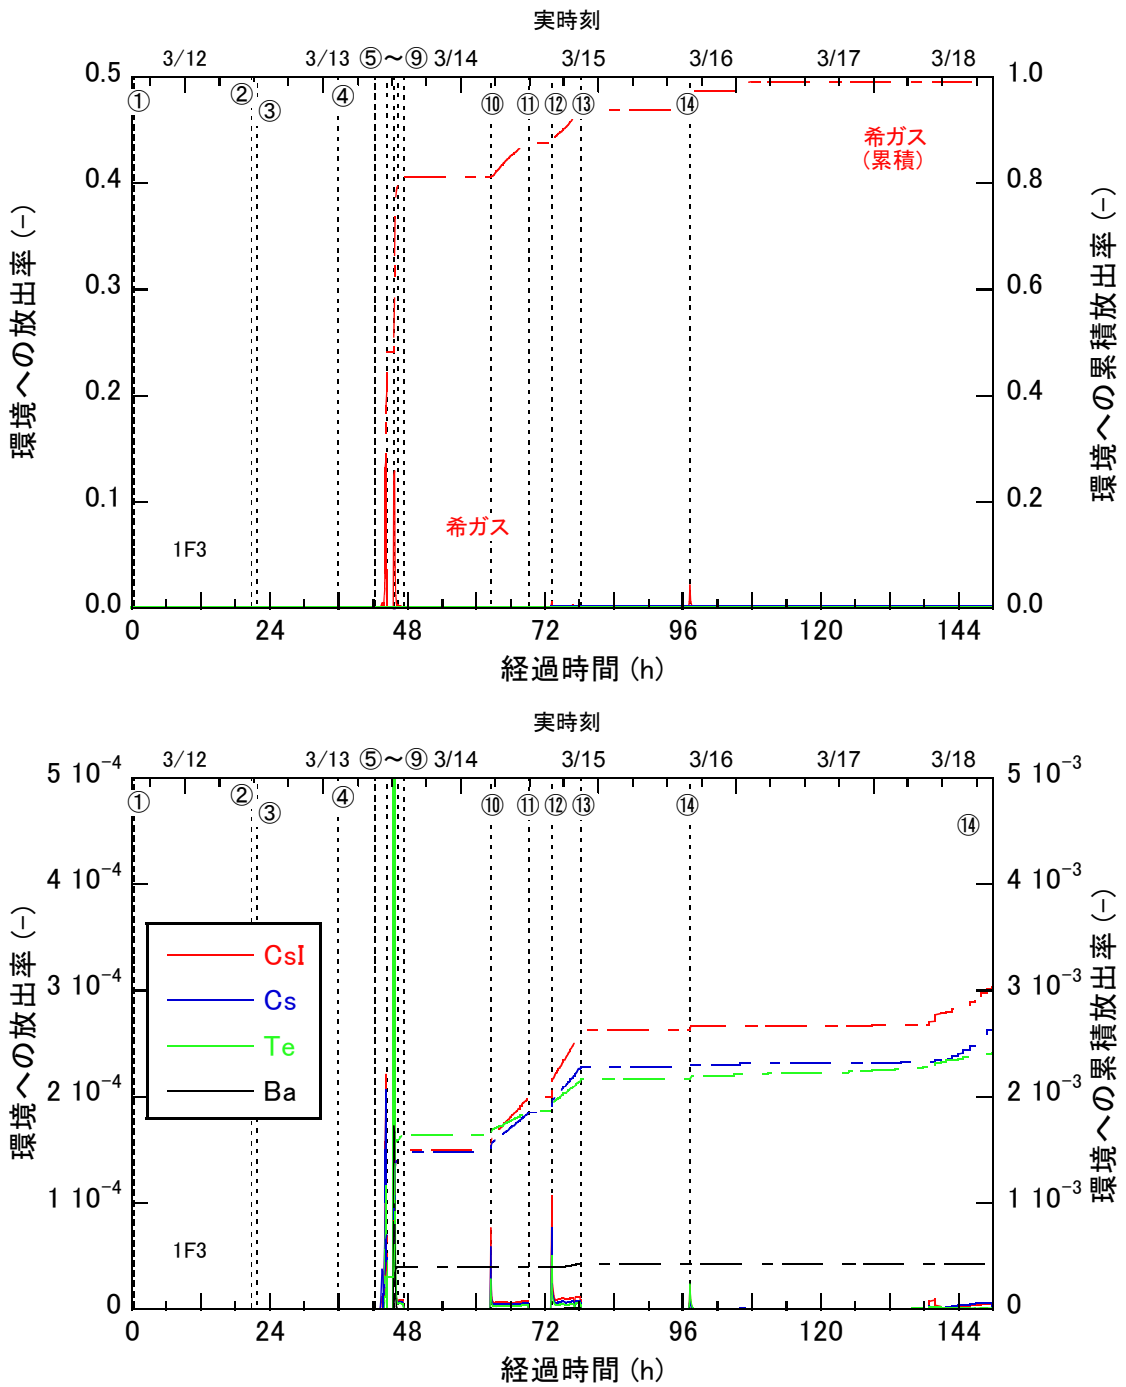 実時刻
3/12 3/13 ⑤～⑨ 3/14 3/15 3/16 3/17 3/18
0.5 1.0
① ② ③ ④ ⑩ ⑪ ⑫ ⑬ ⑭
希ガス
(累積)
0.4 0.8
0.3 0.6
0.2 0.4
0.1 0.2
希ガス
1F3
0.0 0.0
環境への放出率 (-)
環境への累積放出率 (-)
0 24 48 72 96 120 144
経過時間 (h)
実時刻
3/12 3/13 ⑤～⑨ 3/14 3/15 3/16 3/17 3/18
5 10⁻⁴ 5 10⁻³
① ② ③ ④ ⑩ ⑪ ⑫ ⑬ ⑭ ⑭
4 10⁻⁴ 4 10⁻³
CsI
3 10⁻⁴ 3 10⁻³
Cs
Te
2 10⁻⁴ 2 10⁻³
Ba
1 10⁻⁴ 1 10⁻³
1F3
0 0
環境への放出率 (-)
環境への累積放出率 (-)
0 24 48 72 96 120 144
経過時間 (h)